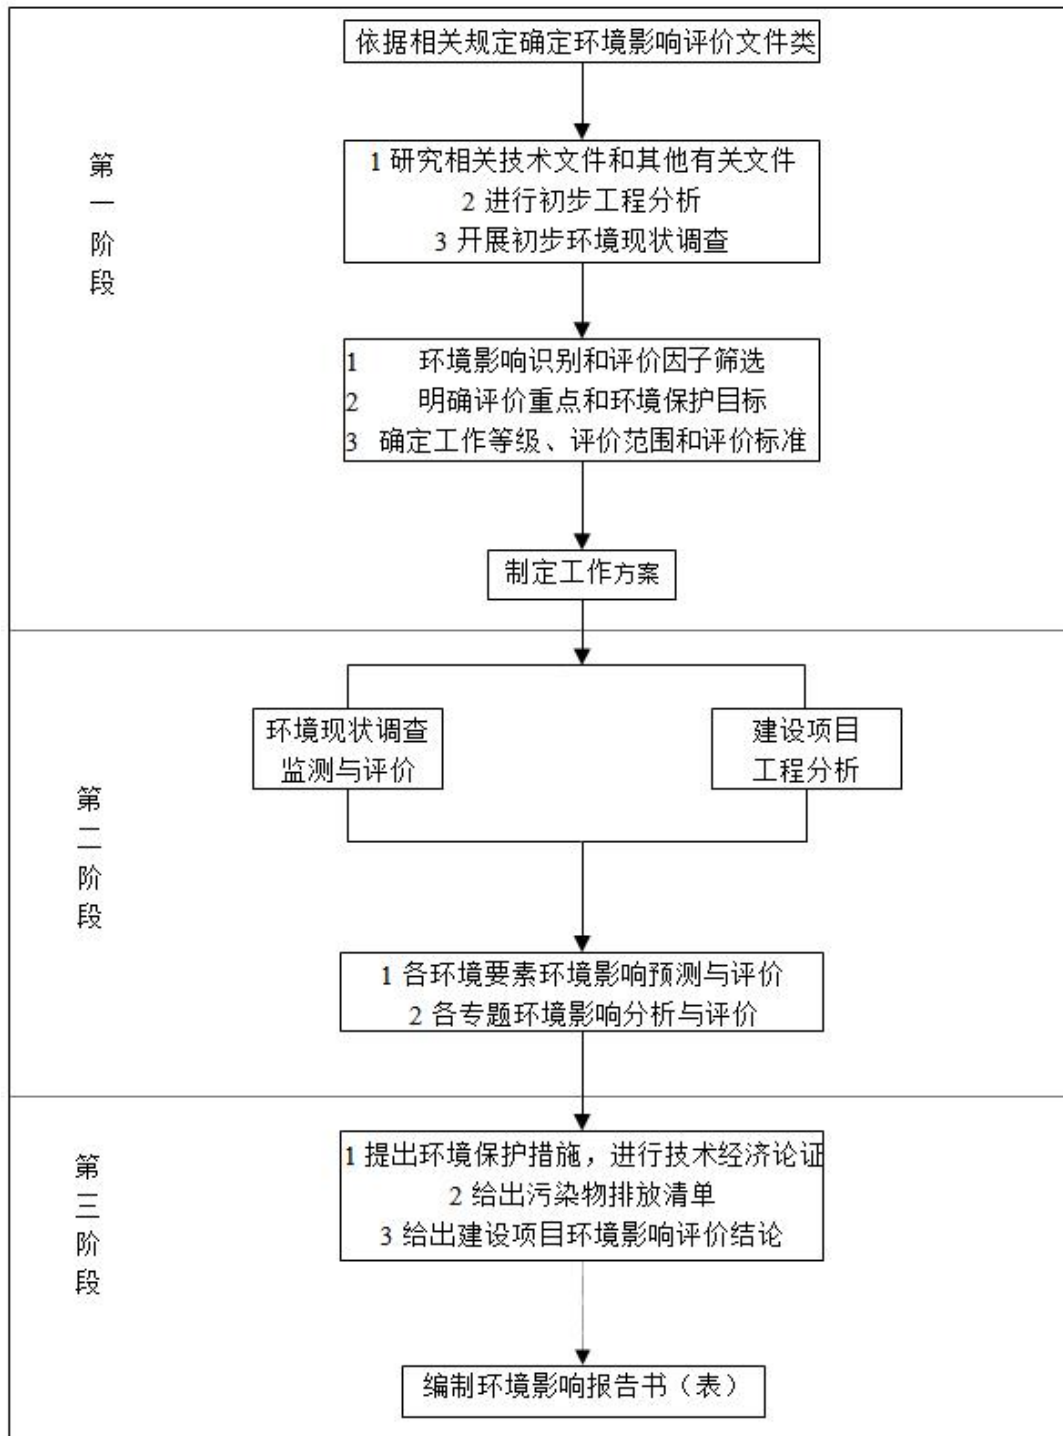 依据相关规定确定环境影响评价文件类
第一阶段
1 研究相关技术文件和其他有关文件
2 进行初步工程分析
3 开展初步环境现状调查
1 环境影响识别和评价因子筛选
2 明确评价重点和环境保护目标
3 确定工作等级、评价范围和评价标准
制定工作方案
第二阶段
环境现状调查
监测与评价
建设项目
工程分析
1 各环境要素环境影响预测与评价
2 各专题环境影响分析与评价
第三阶段
1 提出环境保护措施，进行技术经济论证
2 给出污染物排放清单
3 给出建设项目环境影响评价结论
编制环境影响报告书（表）